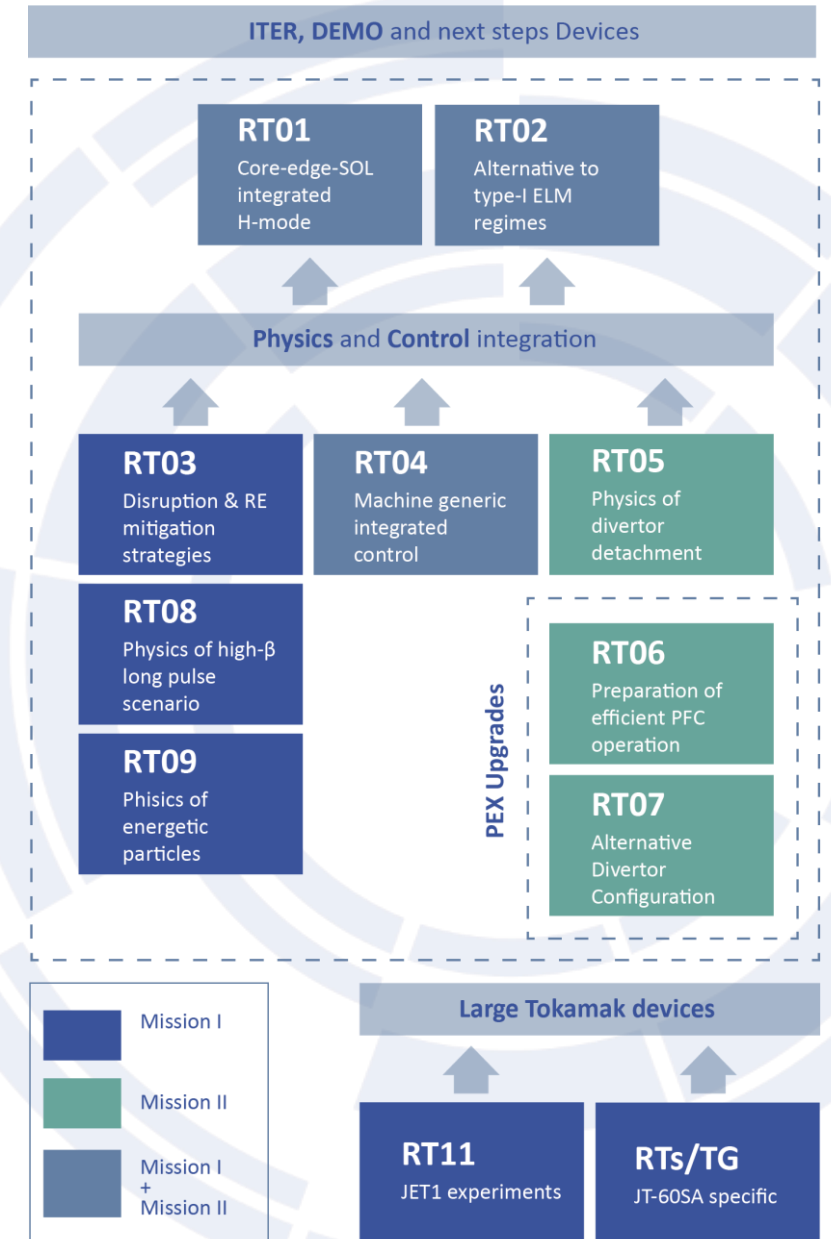 ITER, DEMO and next steps Devices
RT01
Core-edge-SOL
integrated
H-mode
RT02
Alternative to
type-I ELM
regimes
Physics and Control integration
RT03
Disruption & RE
mitigation
strategies
RT04
Machine generic
integrated
control
RT05
Physics of
divertor
detachment
RT08
Physics of high-β
long pulse
scenario
RT09
Phisics of
energetic
particles
PEX Upgrades
RT06
Preparation of
efficient PFC
operation
RT07
Alternative
Divertor
Configuration
Mission I
Mission II
Mission I
+
Mission II
Large Tokamak devices
RT11
JET1 experiments
RTs/TG
JT-60SA specific